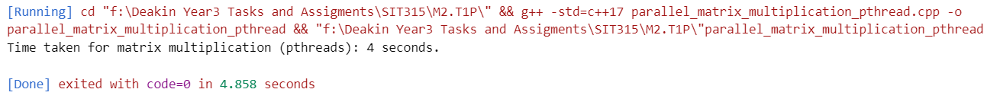 [Running] cd "f:\Deakin Year3 Tasks and Assigments\SIT315\M2.T1P\" && g++ -std=c++17 parallel_matrix_multiplication_pthread.cpp -o
parallel_matrix_multiplication_pthread && "f:\Deakin Year3 Tasks and Assigments\SIT315\M2.T1P\"parallel_matrix_multiplication_pthread
Time taken for matrix multiplication (pthreads): 4 seconds.
[Done] exited with code=0 in 4.858 seconds